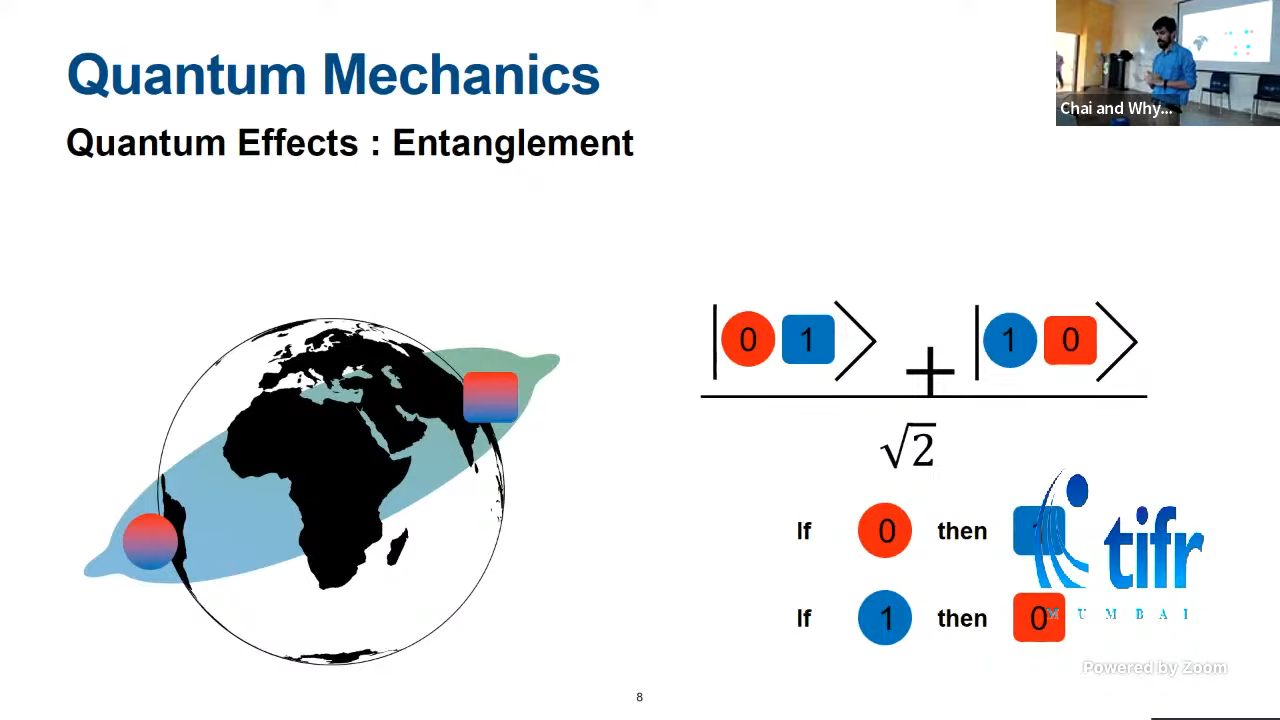 Quantum Mechanics
Quantum Effects : Entanglement
Chai and Why...
|0 1⟩ + |1 0⟩
√2
If 0 then 1
If 1 then 0
tifr
MUMBAI
Powered by Zoom
8